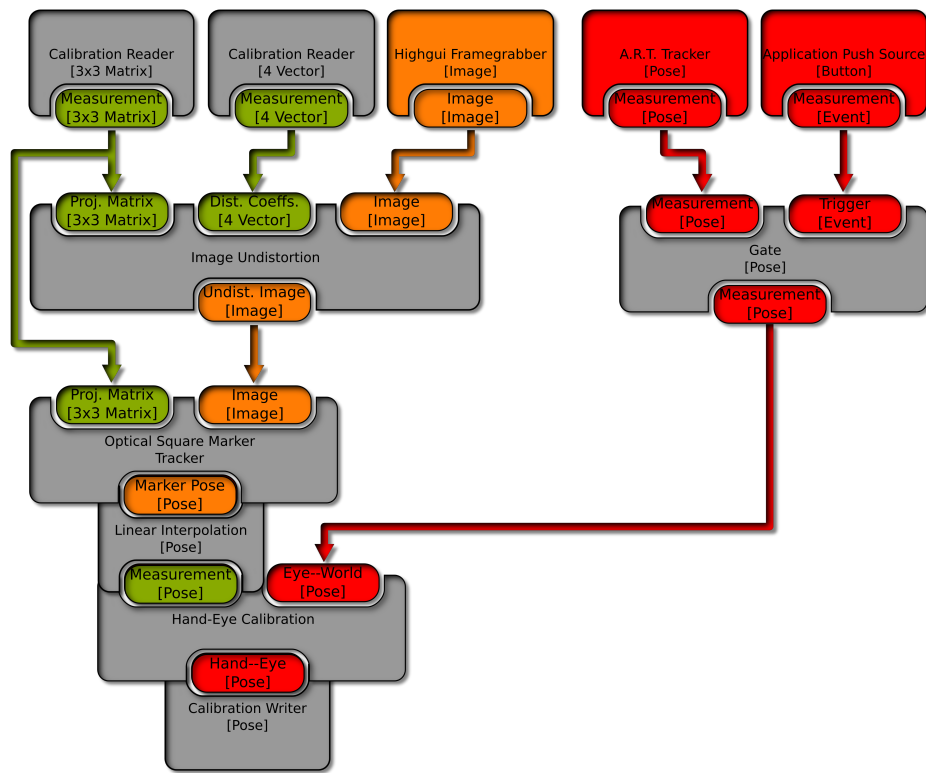 Calibration Reader
[3x3 Matrix]
Measurement
[3x3 Matrix]
Calibration Reader
[4 Vector]
Measurement
[4 Vector]
Highgui Framegrabber
[Image]
Image
[Image]
A.R.T. Tracker
[Pose]
Measurement
[Pose]
Application Push Source
[Button]
Measurement
[Event]
Proj. Matrix
[3x3 Matrix]
Dist. Coeffs.
[4 Vector]
Image
[Image]
Image Undistortion
Undist. Image
[Image]
Measurement
[Pose]
Trigger
[Event]
Gate
[Pose]
Measurement
[Pose]
Proj. Matrix
[3x3 Matrix]
Image
[Image]
Optical Square Marker
Tracker
Marker Pose
[Pose]
Linear Interpolation
[Pose]
Measurement
[Pose]
Eye--World
[Pose]
Hand-Eye Calibration
Hand--Eye
[Pose]
Calibration Writer
[Pose]